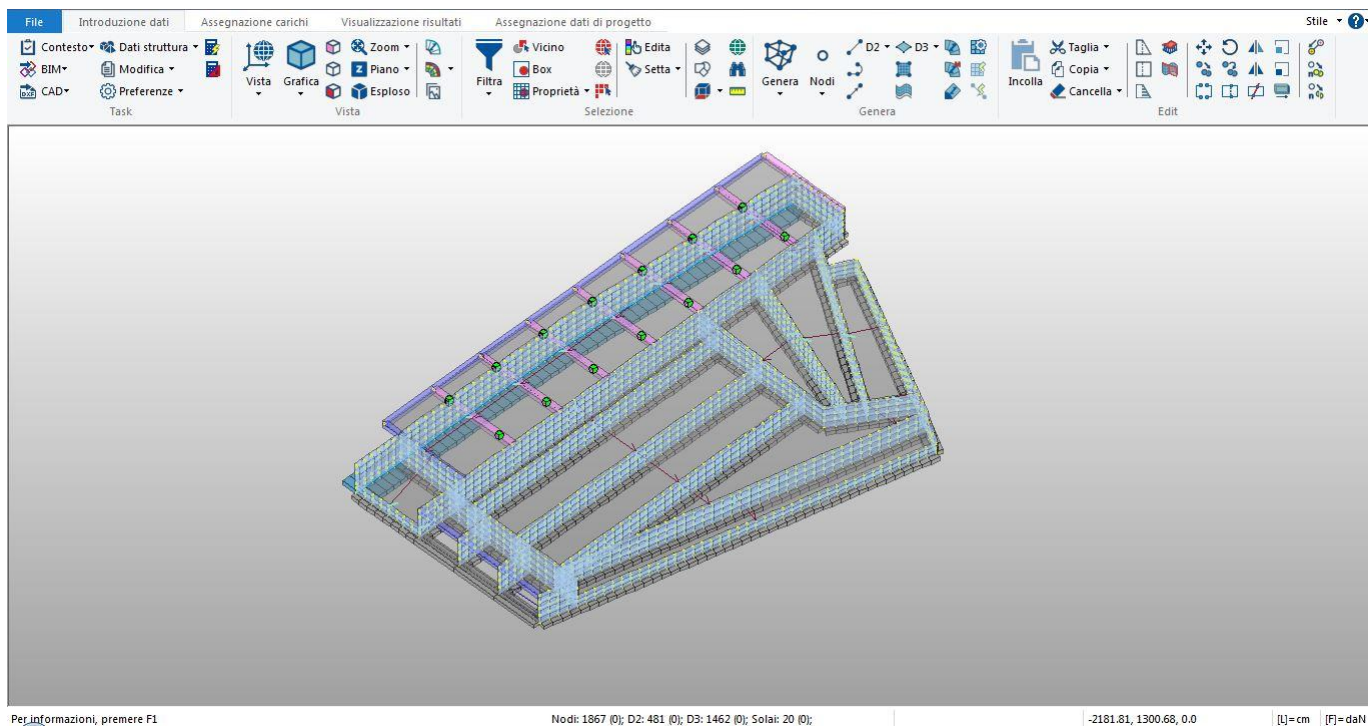 File Introduzione dati Assegnazione carichi Visualizzazione risultati Assegnazione dati di progetto Stile ?
Contesto Dati struttura Zoom Vicino Edita D2 D3 Taglia
BIM Modifica Z Piano Box Setta Copia
DXF CAD Preferenze Esploso Proprietà Cancella
Vista Grafica Filtra Genera Nodi Incolla
Task Vista Selezione Genera Edit
Per informazioni, premere F1 Nodi: 1867 (0); D2: 481 (0); D3: 1462 (0); Solai: 20 (0); -2181.81, 1300.68, 0.0 [L]=cm [F]=daN